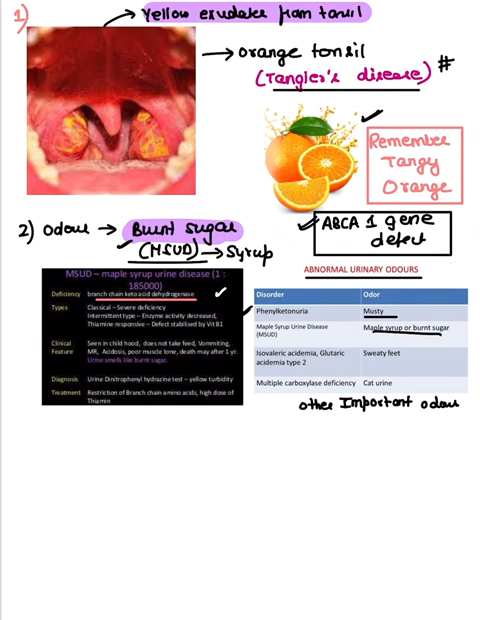 1) → Yellow exudates from tonsil
→ orange tonsil
(Tangier's disease) #
Remember
Tangy
Orange
ABCA 1 gene
defect
2) odour → Burnt sugar
(MSUD) → Syrup
MSUD – maple syrup urine disease (1 :
185000)
Deficiency branch chain keto acid dehydrogenase
Types Classical – Severe deficiency
Intermittent type – Enzyme activity decreased,
Thiamine responsive – Defect stabilised by Vit B1
Clinical Feature Seen in child hood, does not take feed, Vommiting,
MR, Acidosis, poor muscle tone, death may after 1 yr.
Urine smells like burnt sugar.
Diagnosis Urine Dinitrophenyl hydrazine test – yellow turbidity
Treatment Restriction of Branch chain amino acids, high dose of
Thiamin
ABNORMAL URINARY ODOURS
Disorder Odor
Phenylketonuria Musty
Maple Syrup Urine Disease (MSUD) Maple syrup or burnt sugar
Isovaleric acidemia, Glutaric acidemia type 2 Sweaty feet
Multiple carboxylase deficiency Cat urine
other Important odour